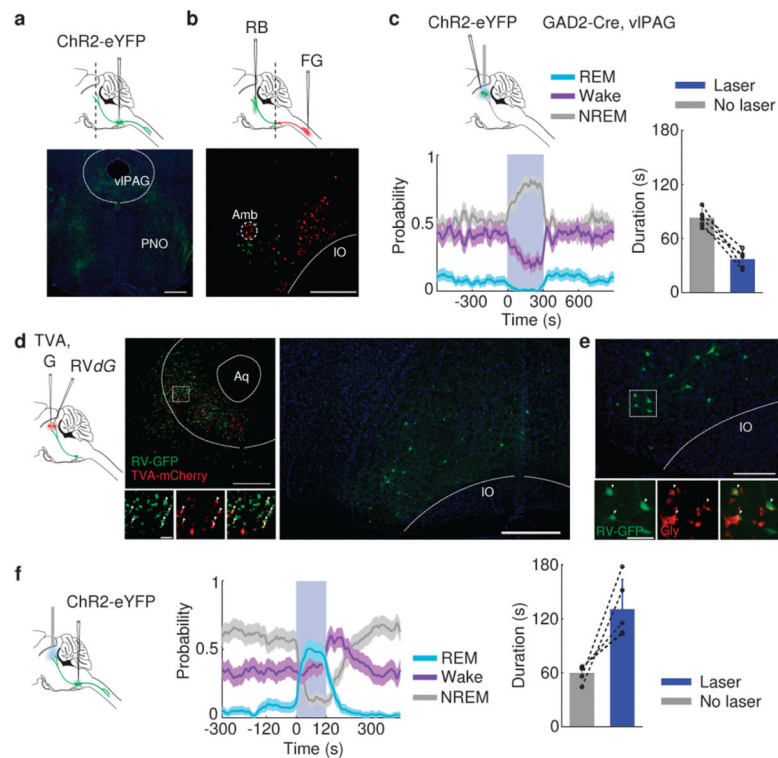 a
ChR2-eYFP
vlPAG
PNO
b
RB
FG
Amb
IO
c
GAD2-Cre, vlPAG
REM
Wake
NREM
Laser
No laser
Probability
1
0.5
0
-300
0
300
600
Time (s)
Duration (s)
180
120
60
0
d
TVA,
G
RVdG
Aq
RV-GFP
TVA-mCherry
IO
e
IO
RV-GFP
Gly
f
ChR2-eYFP
Probability
1
0.5
0
-300
-120
0
120
300
Time (s)
REM
Wake
NREM
Duration (s)
180
120
60
0
Laser
No laser